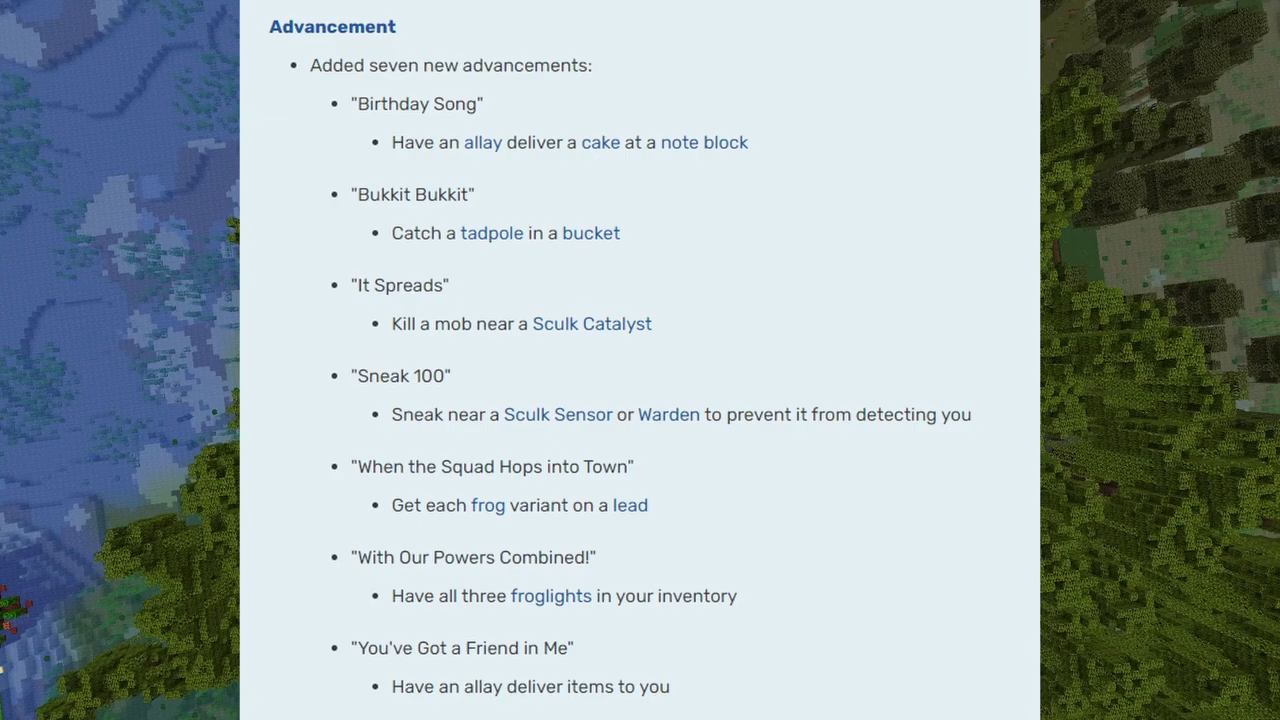 Advancement
Added seven new advancements:
"Birthday Song"
Have an allay deliver a cake at a note block
"Bukkit Bukkit"
Catch a tadpole in a bucket
"It Spreads"
Kill a mob near a Sculk Catalyst
"Sneak 100"
Sneak near a Sculk Sensor or Warden to prevent it from detecting you
"When the Squad Hops into Town"
Get each frog variant on a lead
"With Our Powers Combined!"
Have all three froglights in your inventory
"You've Got a Friend in Me"
Have an allay deliver items to you